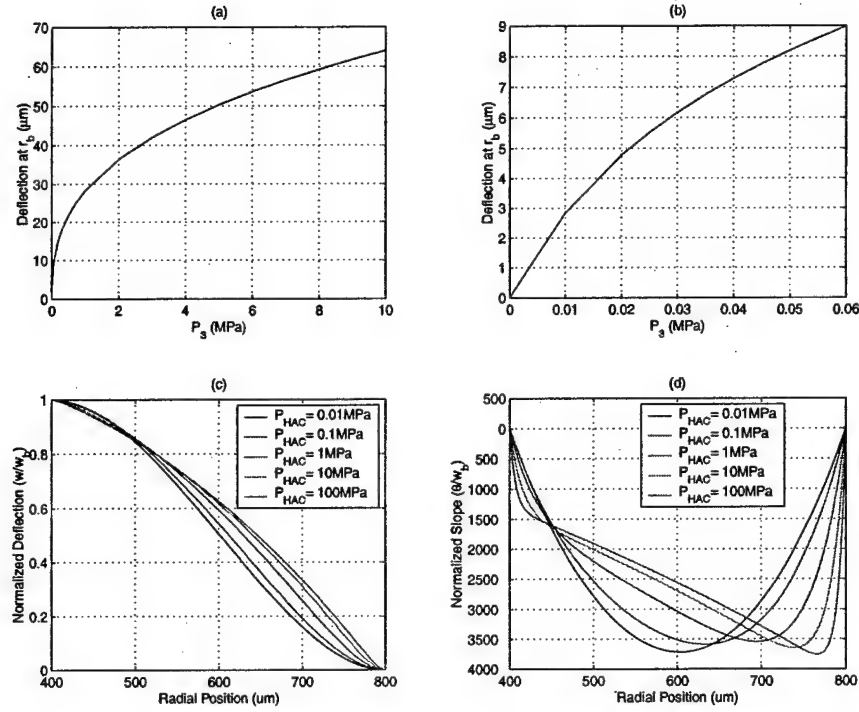 (a)
70
60
50
40
30
20
10
0
Deflection at r_b (μm)
0 2 4 6 8 10
P_3 (MPa)
(b)
9
8
7
6
5
4
3
2
1
0
Deflection at r_b (μm)
0 0.01 0.02 0.03 0.04 0.05 0.06
P_3 (MPa)
(c)
1
0.8
0.6
0.4
0.2
0
Normalized Deflection (w/w_b)
P_HAC= 0.01MPa
P_HAC= 0.1MPa
P_HAC= 1MPa
P_HAC= 10MPa
P_HAC= 100MPa
400 500 600 700 800
Radial Position (um)
(d)
500
0
500
1000
1500
2000
2500
3000
3500
4000
Normalized Slope (θ/w_b)
P_HAC= 0.01MPa
P_HAC= 0.1MPa
P_HAC= 1MPa
P_HAC= 10MPa
P_HAC= 100MPa
400 500 600 700 800
Radial Position (um)